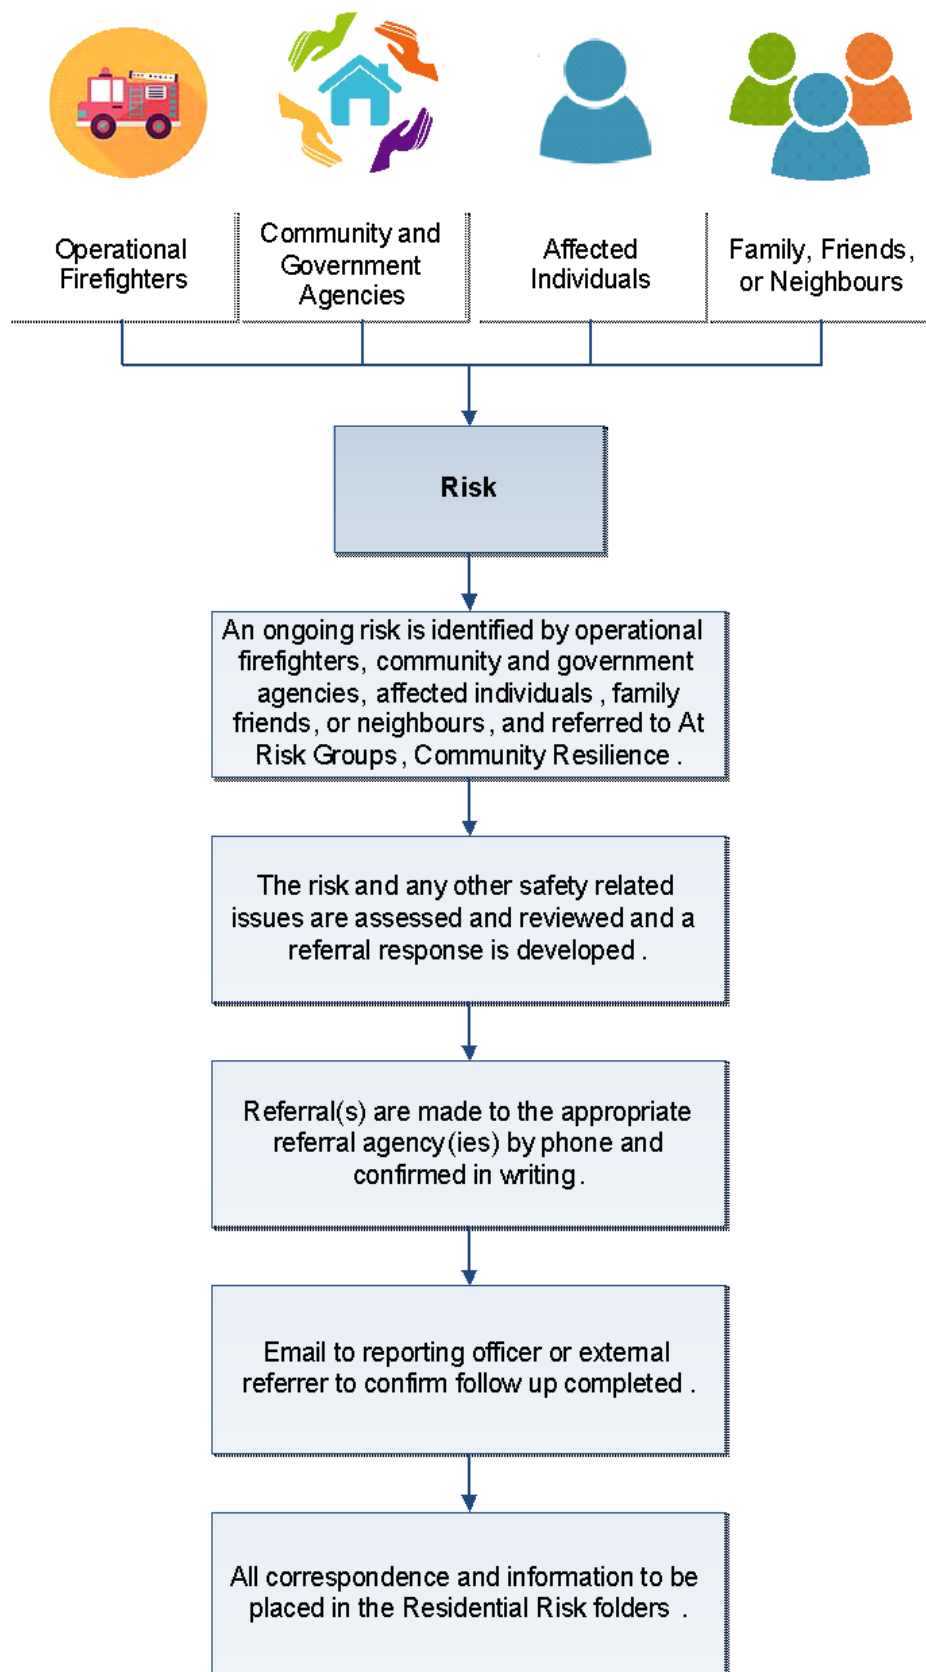 Operational
Firefighters
Community and
Government
Agencies
Affected
Individuals
Family, Friends,
or Neighbours
Risk
An ongoing risk is identified by operational
firefighters, community and government
agencies, affected individuals , family
friends, or neighbours , and referred to At
Risk Groups , Community Resilience .
The risk and any other safety related
issues are assessed and reviewed and a
referral response is developed .
Referral(s) are made to the appropriate
referral agency(ies) by phone and
confirmed in writing .
Email to reporting officer or external
referrer to confirm follow up completed .
All correspondence and information to be
placed in the Residential Risk folders .